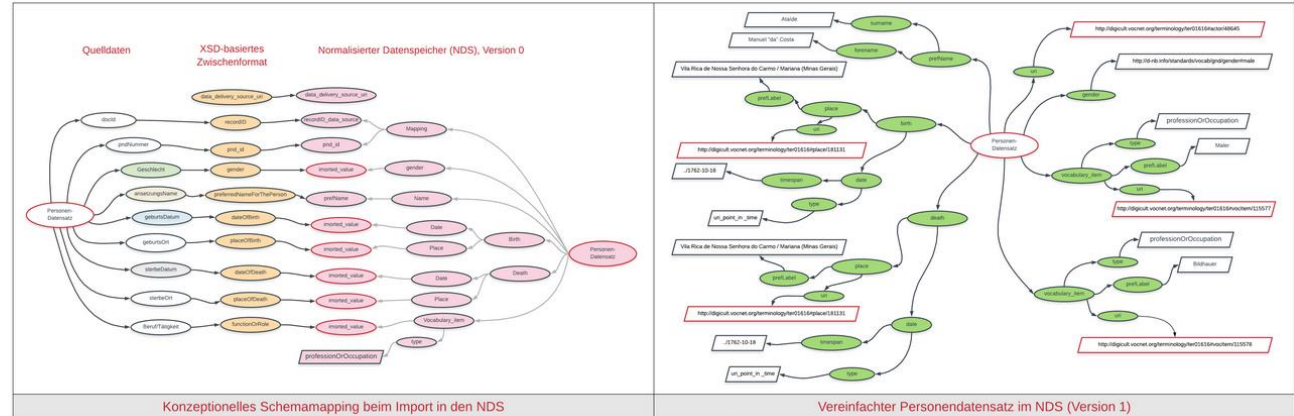 Quelldaten
XSD-basiertes
Zwischenformat
Normalisierter Datenspeicher (NDS), Version 0
data_delivery_source_uri
data_delivery_source_uri
dasId
recordID
recordID_data_source
Mapping
pndNummer
pnd_id
pnd_id
Geschlecht
gender
imorted_value
gender
ansetzungsName
preferredNameForThePerson
prefName
Name
Personen-
Datensatz
geburtsDatum
dateOfBirth
imorted_value
Date
geburtsOrt
placeOfBirth
imorted_value
Place
Birth
Personen-
Datensatz
sterbeDatum
dateOfDeath
imorted_value
Date
Death
sterbeOrt
placeOfDeath
imorted_value
Place
Beruf/Tätigkeit
functionOrRole
imorted_value
Vocabulary_item
type
professionOrOccupation
Konzeptionelles Schemamapping beim Import in den NDS
Ataíde
surname
Manuel "da" Costa
forename
prefName
Vila Rica de Nossa Senhora do Carmo / Mariana (Minas Gerais)
prefLabel
place
uri
birth
http://digicult.vocnet.org/terminology/ter01616#place/181131
../1762-10-18
timespan
date
type
uri_point_in _time
death
Vila Rica de Nossa Senhora do Carmo / Mariana (Minas Gerais)
place
prefLabel
uri
http://digicult.vocnet.org/terminology/ter01616#place/181131
date
../1762-10-18
timespan
uri_point_in _time
type
Personen-
Datensatz
http://digicult.vocnet.org/terminology/ter01616#actor/48645
uri
http://d-nb.info/standards/vocab/gnd/gender#male
gender
professionOrOccupation
type
Maler
prefLabel
vocabulary_item
uri
http://digicult.vocnet.org/terminology/ter01616#vocItem/115577
professionOrOccupation
type
Bildhauer
prefLabel
vocabulary_item
uri
http://digicult.vocnet.org/terminology/ter01616#vocItem/315578
Vereinfachter Personendatensatz im NDS (Version 1)